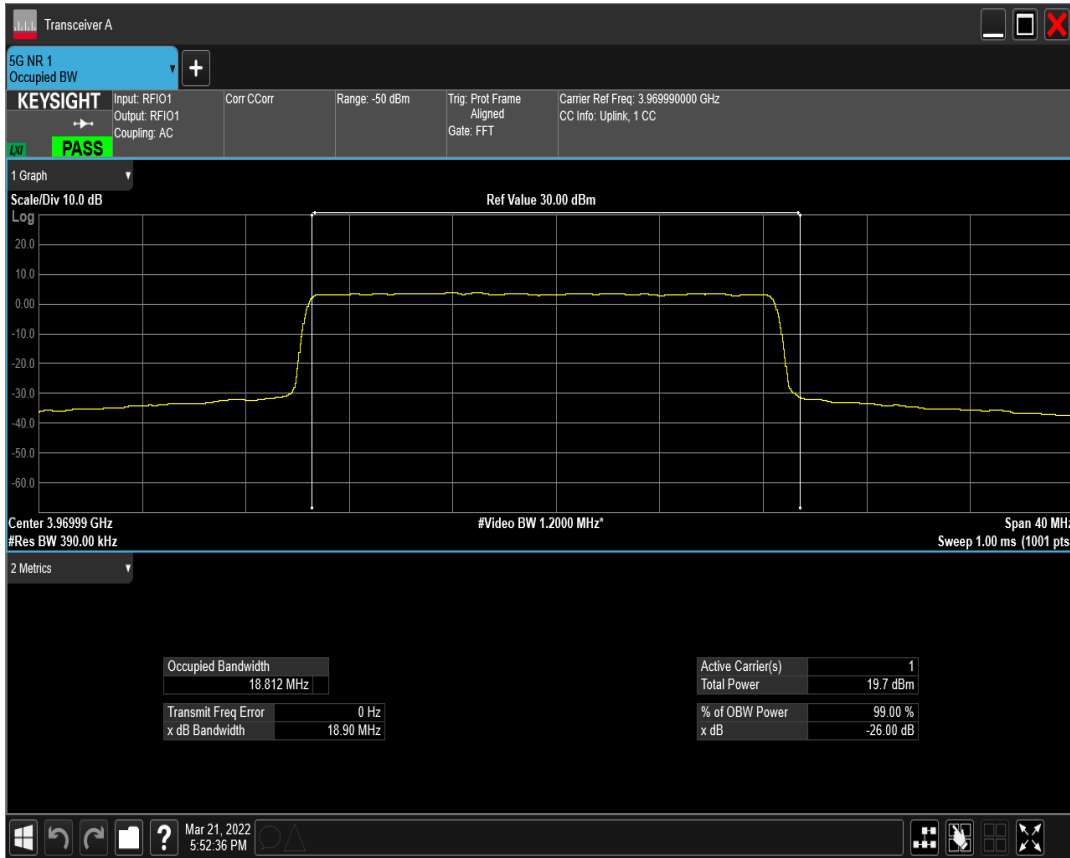 Transceiver A
5G NR 1
Occupied BW
KEYSIGHT
LXI
PASS
Input: RFIO1
Output: RFIO1
Coupling: AC
Corr CCorr
Range: -50 dBm
Trig: Prot Frame
Aligned
Gate: FFT
Carrier Ref Freq: 3.969990000 GHz
CC Info: Uplink, 1 CC
1 Graph
Scale/Div 10.0 dB
Ref Value 30.00 dBm
Log
20.0
10.0
0.00
-10.0
-20.0
-30.0
-40.0
-50.0
-60.0
Center 3.96999 GHz
#Video BW 1.2000 MHz*
Span 40 MHz
#Res BW 390.00 kHz
Sweep 1.00 ms (1001 pts
2 Metrics
Occupied Bandwidth
18.812 MHz
Transmit Freq Error 0 Hz
x dB Bandwidth 18.90 MHz
Active Carrier(s) 1
Total Power 19.7 dBm
% of OBW Power 99.00 %
x dB -26.00 dB
Mar 21, 2022
5:52:36 PM